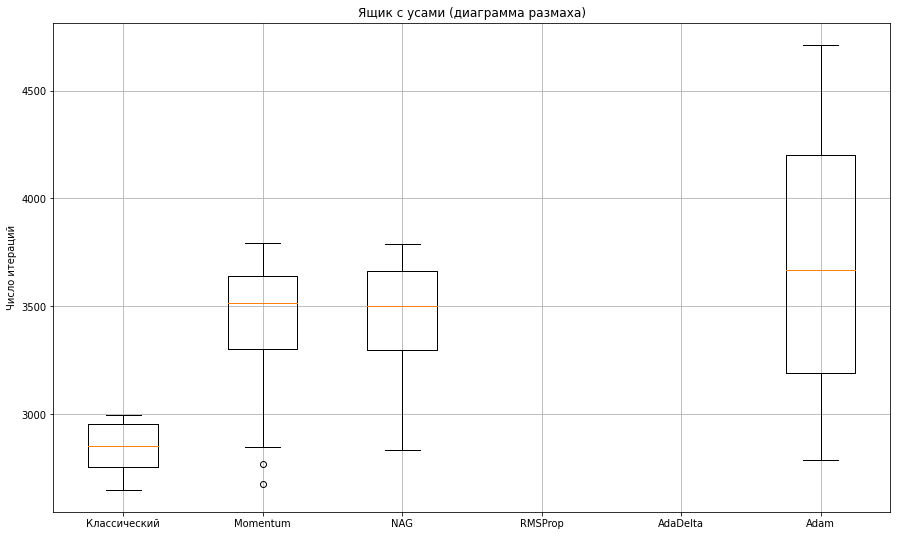 Ящик с усами (диаграмма размаха)
Число итераций
4500
4000
3500
3000
Классический Momentum NAG RMSProp AdaDelta Adam